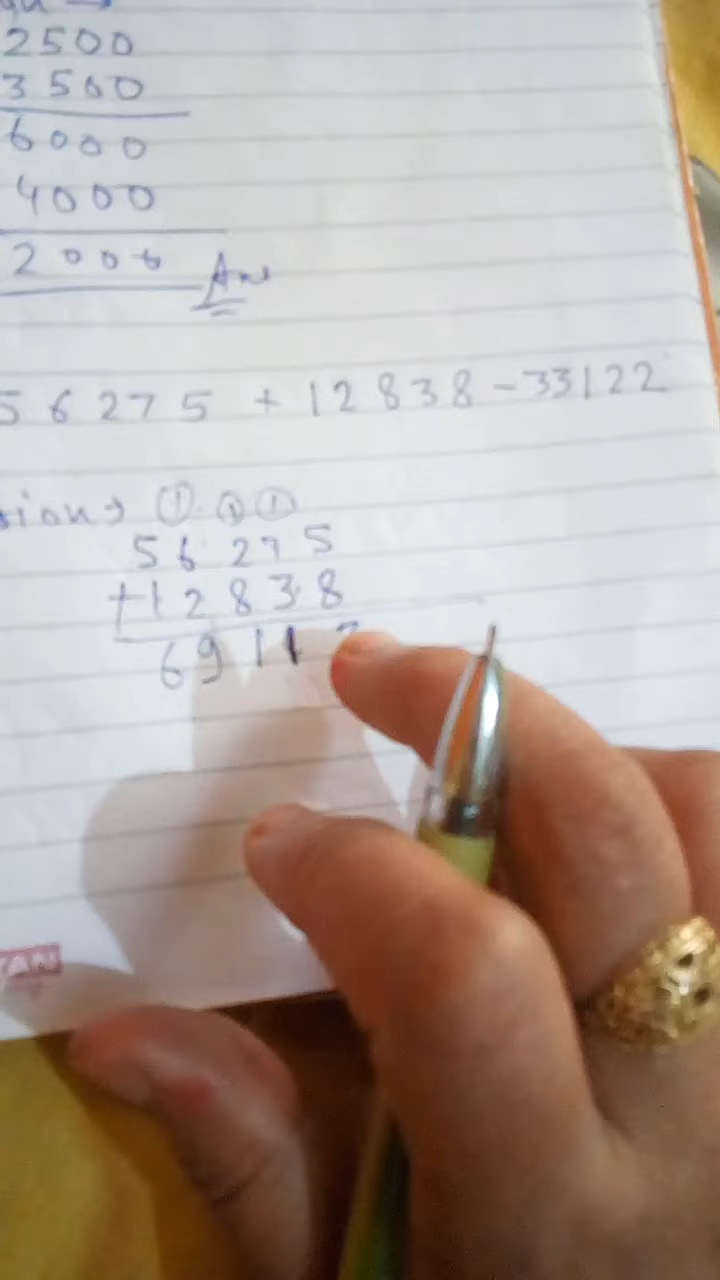 2500
3500
6000
4000
2000 Ans
56275 + 12838 - 33122
① ① ①
56275
+12838
6911